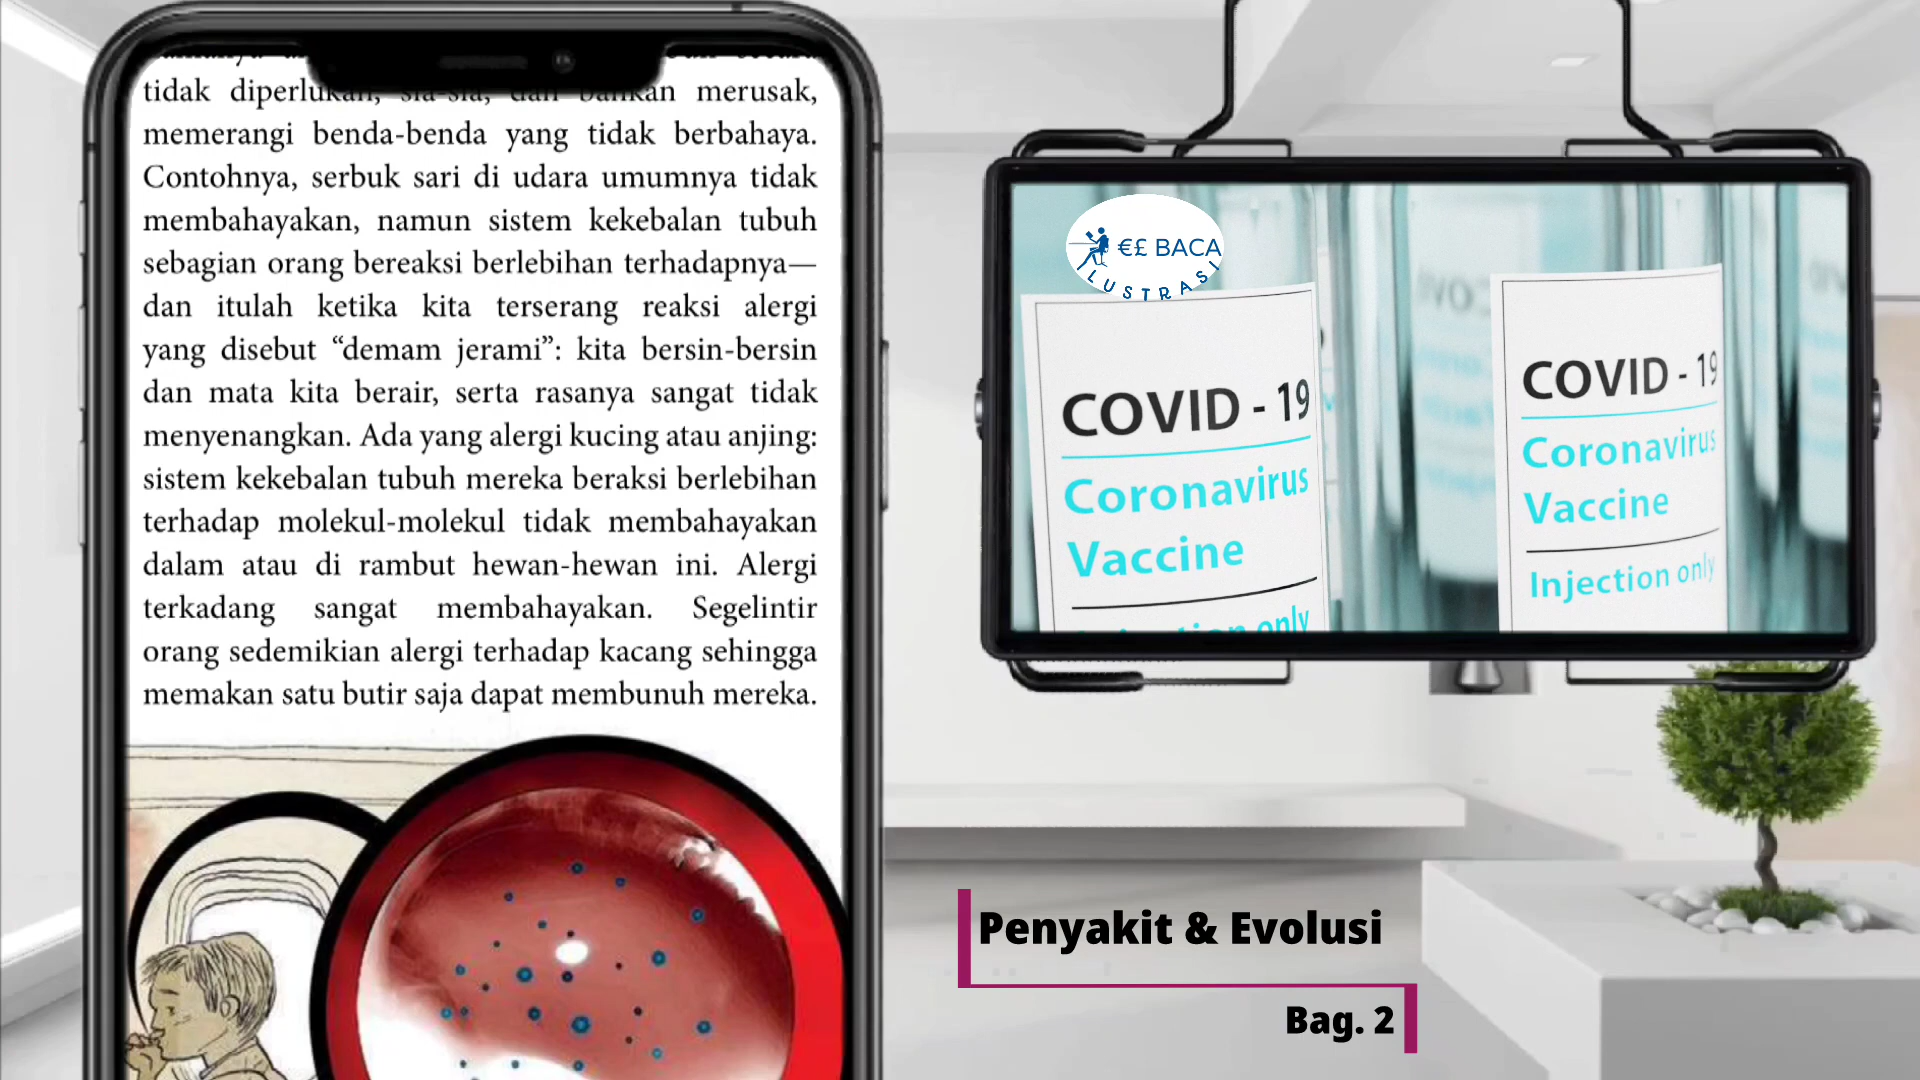 tidak diperlukan, sia-sia, dan bahkan merusak,
memerangi benda-benda yang tidak berbahaya.
Contohnya, serbuk sari di udara umumnya tidak
membahayakan, namun sistem kekebalan tubuh
sebagian orang bereaksi berlebihan terhadapnya—
dan itulah ketika kita terserang reaksi alergi
yang disebut “demam jerami”: kita bersin-bersin
dan mata kita berair, serta rasanya sangat tidak
menyenangkan. Ada yang alergi kucing atau anjing:
sistem kekebalan tubuh mereka beraksi berlebihan
terhadap molekul-molekul tidak membahayakan
dalam atau di rambut hewan-hewan ini. Alergi
terkadang sangat membahayakan. Segelintir
orang sedemikian alergi terhadap kacang sehingga
memakan satu butir saja dapat membunuh mereka.
€£ BACA
ILUSTRASI
COVID - 19
Coronavirus
Vaccine
only
COVID - 19
Coronavirus
Vaccine
Injection only
Penyakit & Evolusi
Bag. 2